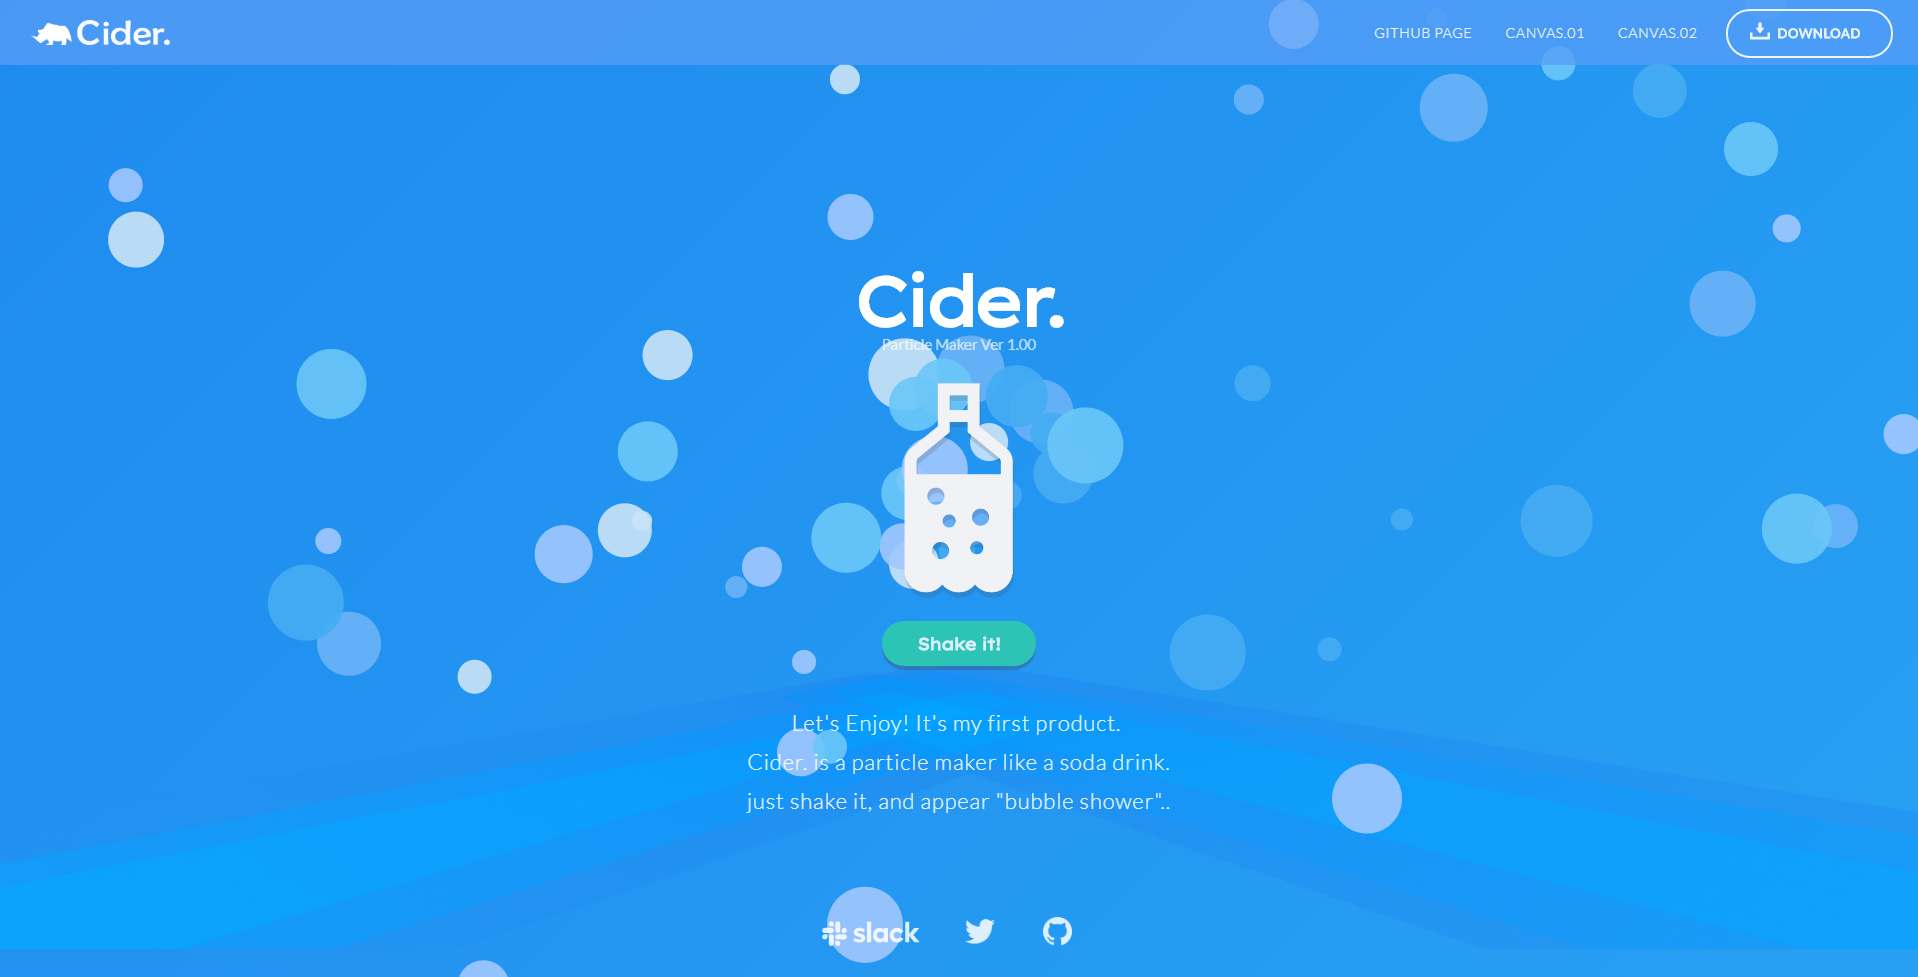 Cider.
GITHUB PAGE
CANVAS.01
CANVAS.02
DOWNLOAD
Cider.
Particle Maker Ver 1.00
Shake it!
Let's Enjoy! It's my first product.
Cider. is a particle maker like a soda drink.
just shake it, and appear "bubble shower"..
slack